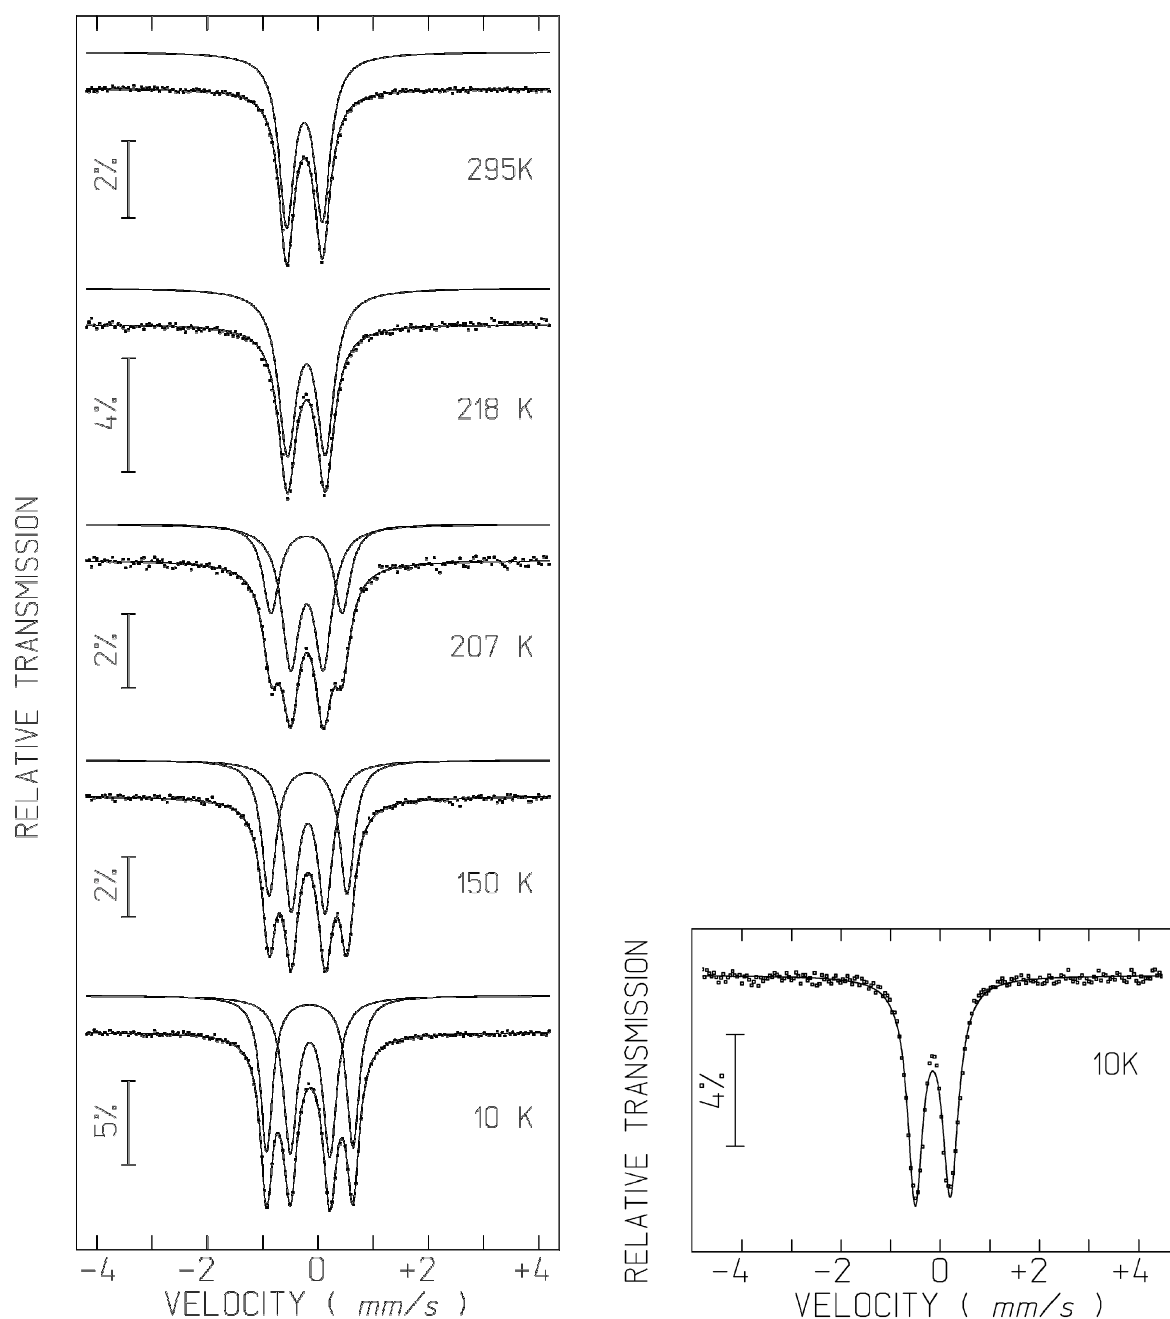 RELATIVE TRANSMISSION
2%
295K
4%
218 K
2%
207 K
2%
150 K
5%
10 K
-4 -2 0 +2 +4
VELOCITY ( mm/s )
RELATIVE TRANSMISSION
4%
10K
-4 -2 0 +2 +4
VELOCITY ( mm/s )